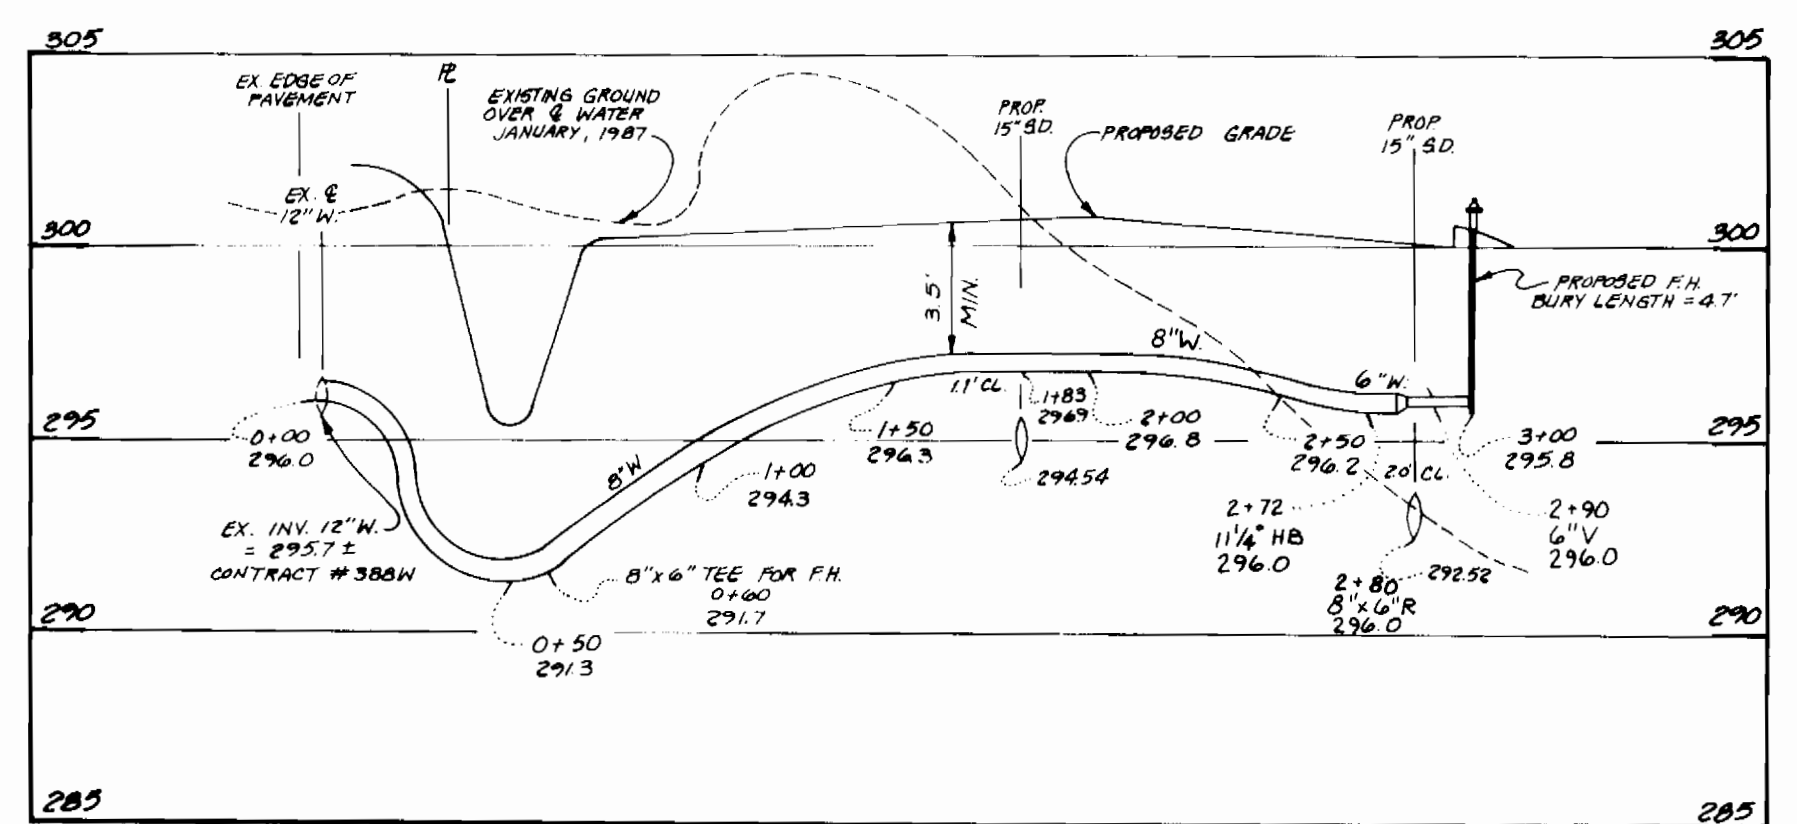 305
305
EX. EDGE OF
PAVEMENT
PL
EXISTING GROUND
OVER ℄ WATER
JANUARY, 1987
PROP.
15" S.D.
PROPOSED GRADE
PROP.
15" S.D.
EX. ℄
12" W.
300
300
3.5'
MIN.
PROPOSED F.H.
BURY LENGTH = 4.7'
8"W.
6"W.
1.1' CL.
1+83
296.9
295
295
0+00
296.0
1+50
296.3
2+00
296.8
2+50
296.2
3+00
295.8
8"W
1+00
294.3
294.54
2.0' CL.
EX. INV. 12" W.
= 295.7 ±
CONTRACT # 388W
2+72
11 1/4° HB
296.0
2+90
6" V
296.0
8"x6" TEE FOR F.H.
0+60
291.7
292.52
2+80
8"x6"R
296.0
290
290
0+50
291.3
285
285